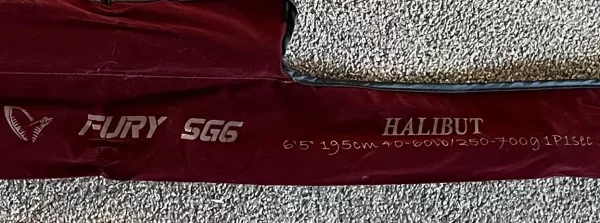 FURY SG6
HALIBUT
6'5" 195cm 40-60lb/250-700g 1P1sec